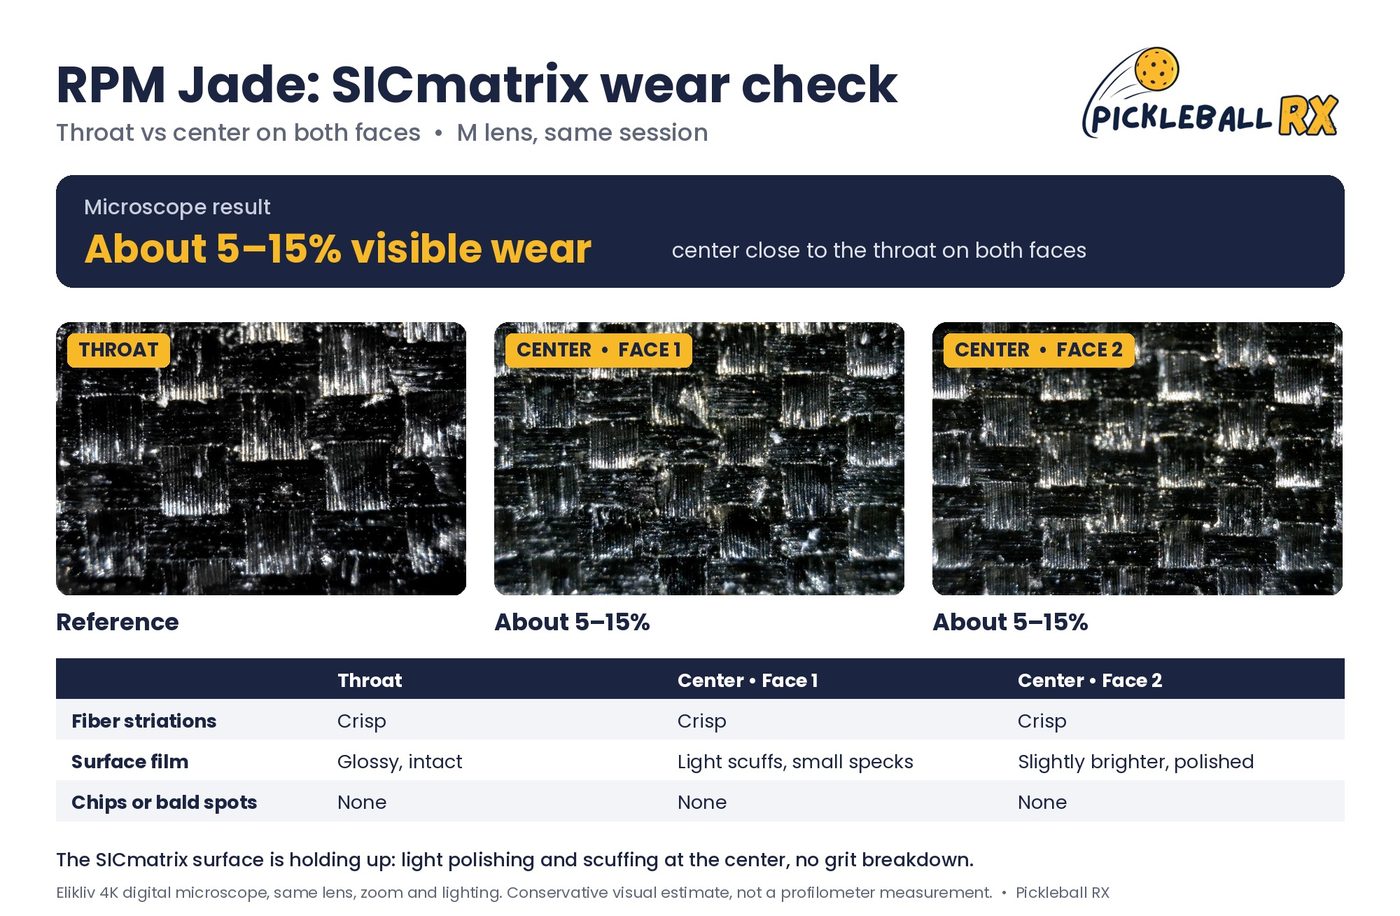 RPM Jade: SICmatrix wear check
Throat vs center on both faces • M lens, same session
PICKLEBALL RX
Microscope result
About 5–15% visible wear
center close to the throat on both faces
THROAT
CENTER • FACE 1
CENTER • FACE 2
Reference
About 5–15%
About 5–15%
Throat
Center • Face 1
Center • Face 2
Fiber striations
Crisp
Crisp
Crisp
Surface film
Glossy, intact
Light scuffs, small specks
Slightly brighter, polished
Chips or bald spots
None
None
None
The SICmatrix surface is holding up: light polishing and scuffing at the center, no grit breakdown.
Elikliv 4K digital microscope, same lens, zoom and lighting. Conservative visual estimate, not a profilometer measurement. • Pickleball RX